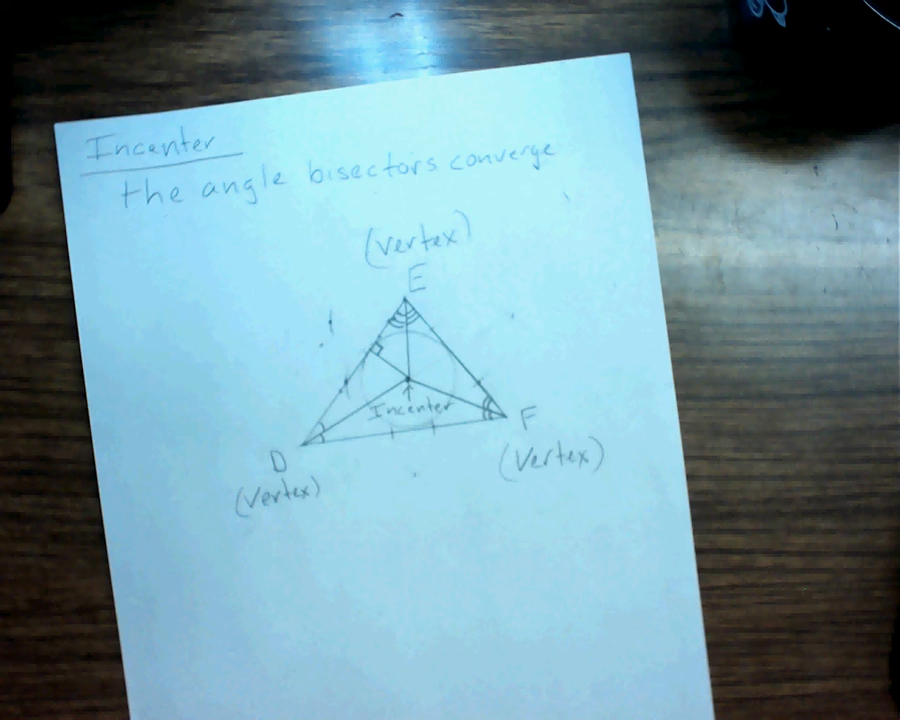 Incenter
the angle bisectors converge
(vertex)
E
Incenter
F
D
(vertex)
(vertex)